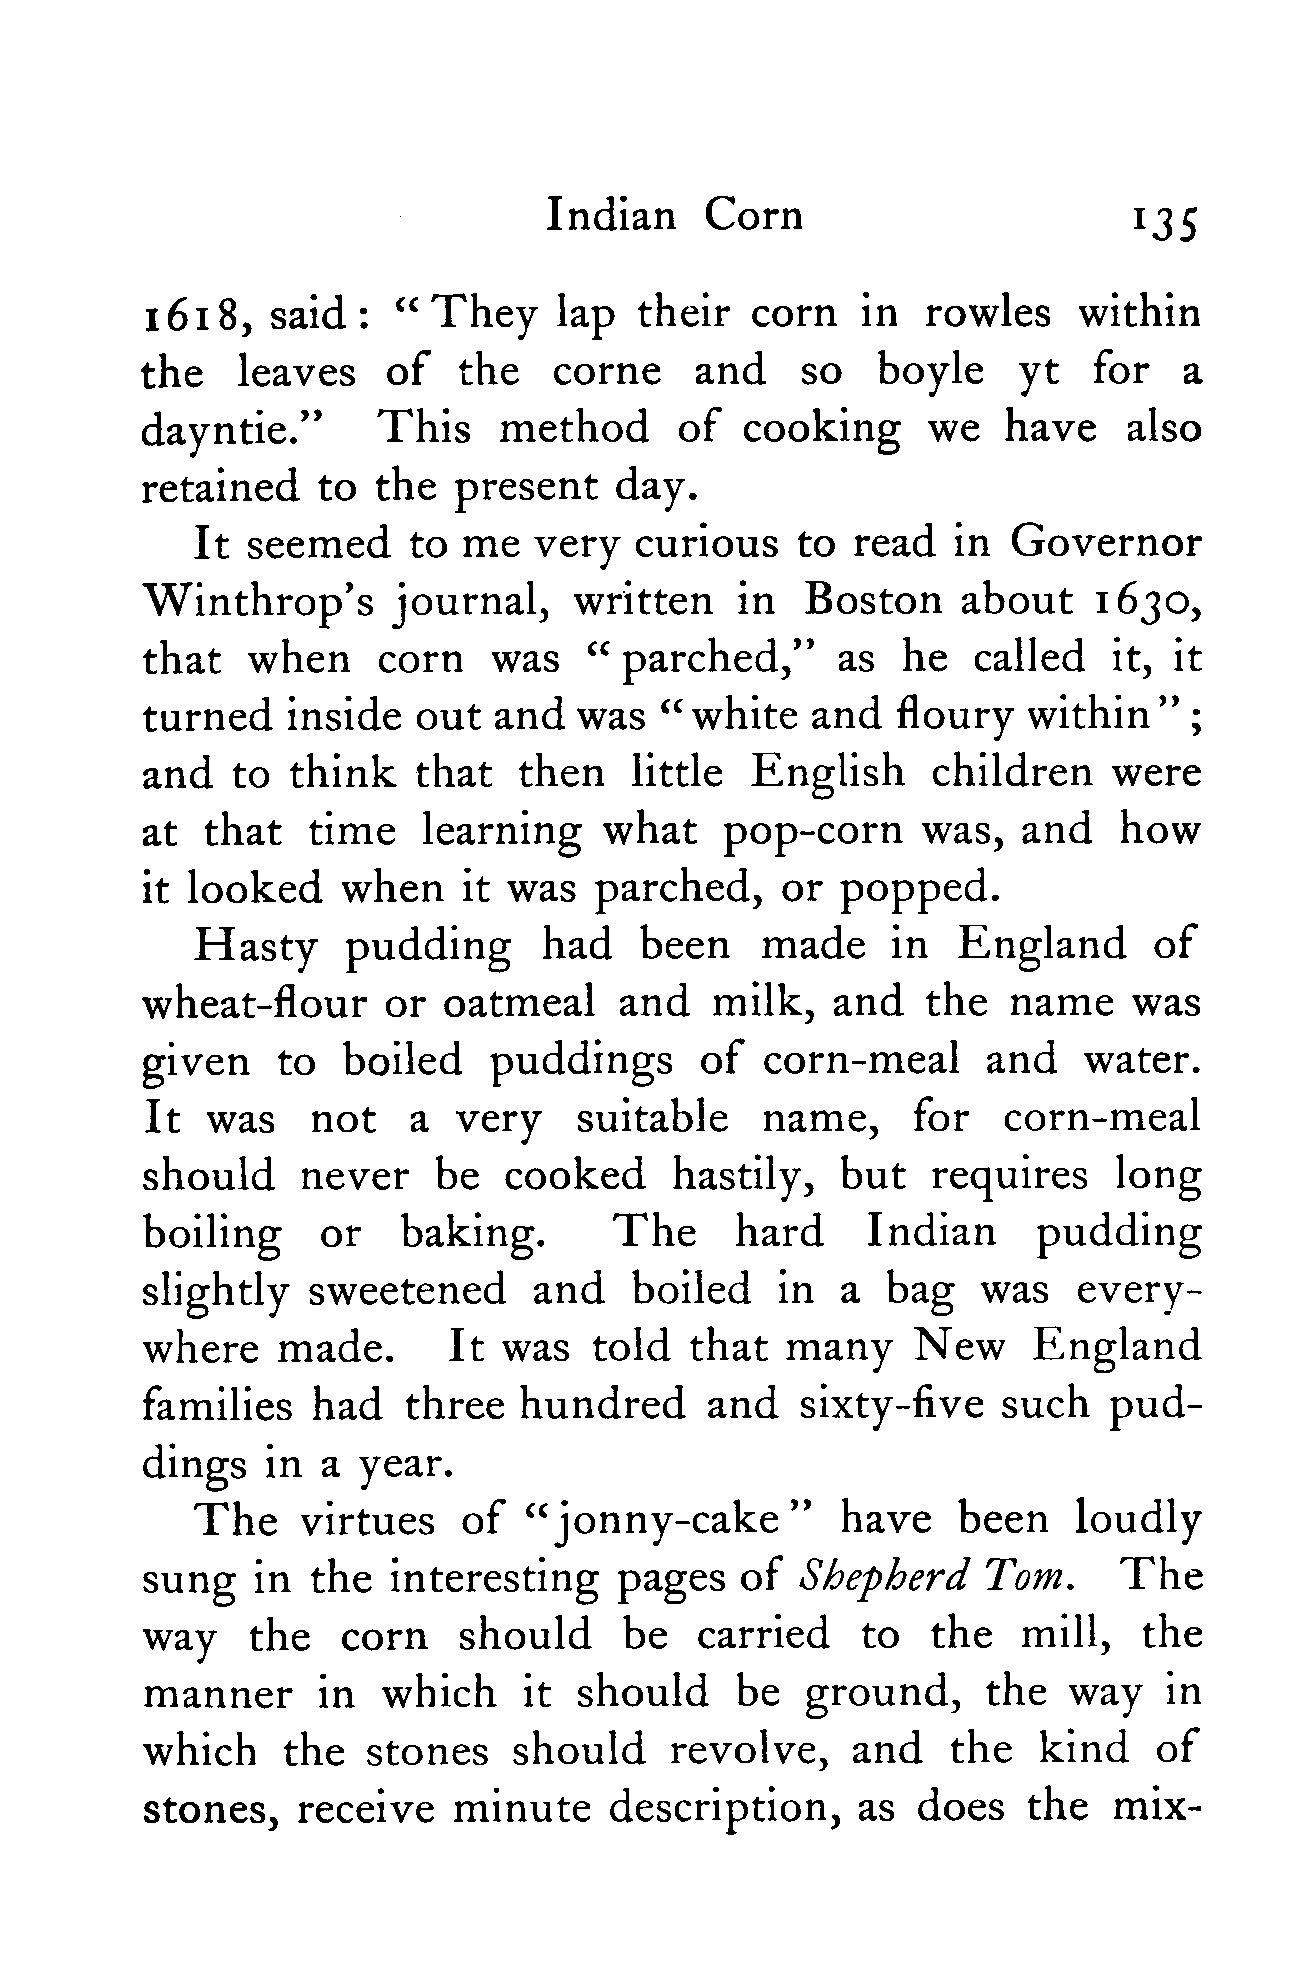 Indian Corn 135
1618, said: “They lap their corn in rowles within
the leaves of the corne and so boyle yt for a
dayntie.” This method of cooking we have also
retained to the present day.
It seemed to me very curious to read in Governor
Winthrop’s journal, written in Boston about 1630,
that when corn was “parched,” as he called it, it
turned inside out and was “white and floury within”;
and to think that then little English children were
at that time learning what pop-corn was, and how
it looked when it was parched, or popped.
Hasty pudding had been made in England of
wheat-flour or oatmeal and milk, and the name was
given to boiled puddings of corn-meal and water.
It was not a very suitable name, for corn-meal
should never be cooked hastily, but requires long
boiling or baking. The hard Indian pudding
slightly sweetened and boiled in a bag was every-
where made. It was told that many New England
families had three hundred and sixty-five such pud-
dings in a year.
The virtues of “jonny-cake” have been loudly
sung in the interesting pages of Shepherd Tom. The
way the corn should be carried to the mill, the
manner in which it should be ground, the way in
which the stones should revolve, and the kind of
stones, receive minute description, as does the mix-